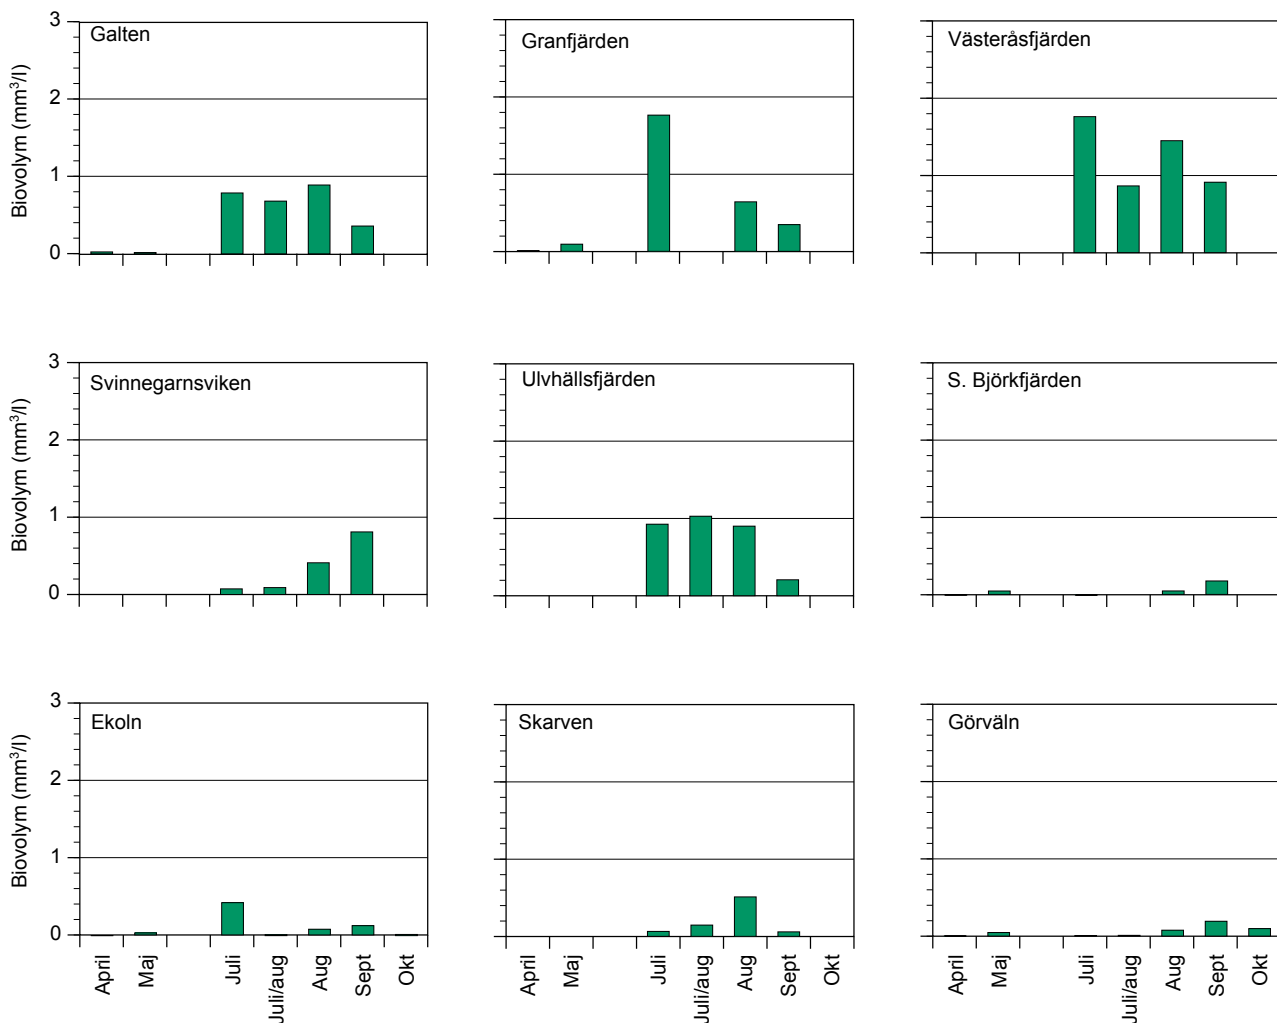 Galten
Granfjärden
Västeråsfjärden
Biovolym (mm³/l)
3
2
1
0
Svinnegarnsviken
Ulvhällsfjärden
S. Björkfjärden
Biovolym (mm³/l)
3
2
1
0
Ekoln
Skarven
Görväln
Biovolym (mm³/l)
3
2
1
0
April
Maj
Juli
Juli/aug
Aug
Sept
Okt
April
Maj
Juli
Juli/aug
Aug
Sept
Okt
April
Maj
Juli
Juli/aug
Aug
Sept
Okt